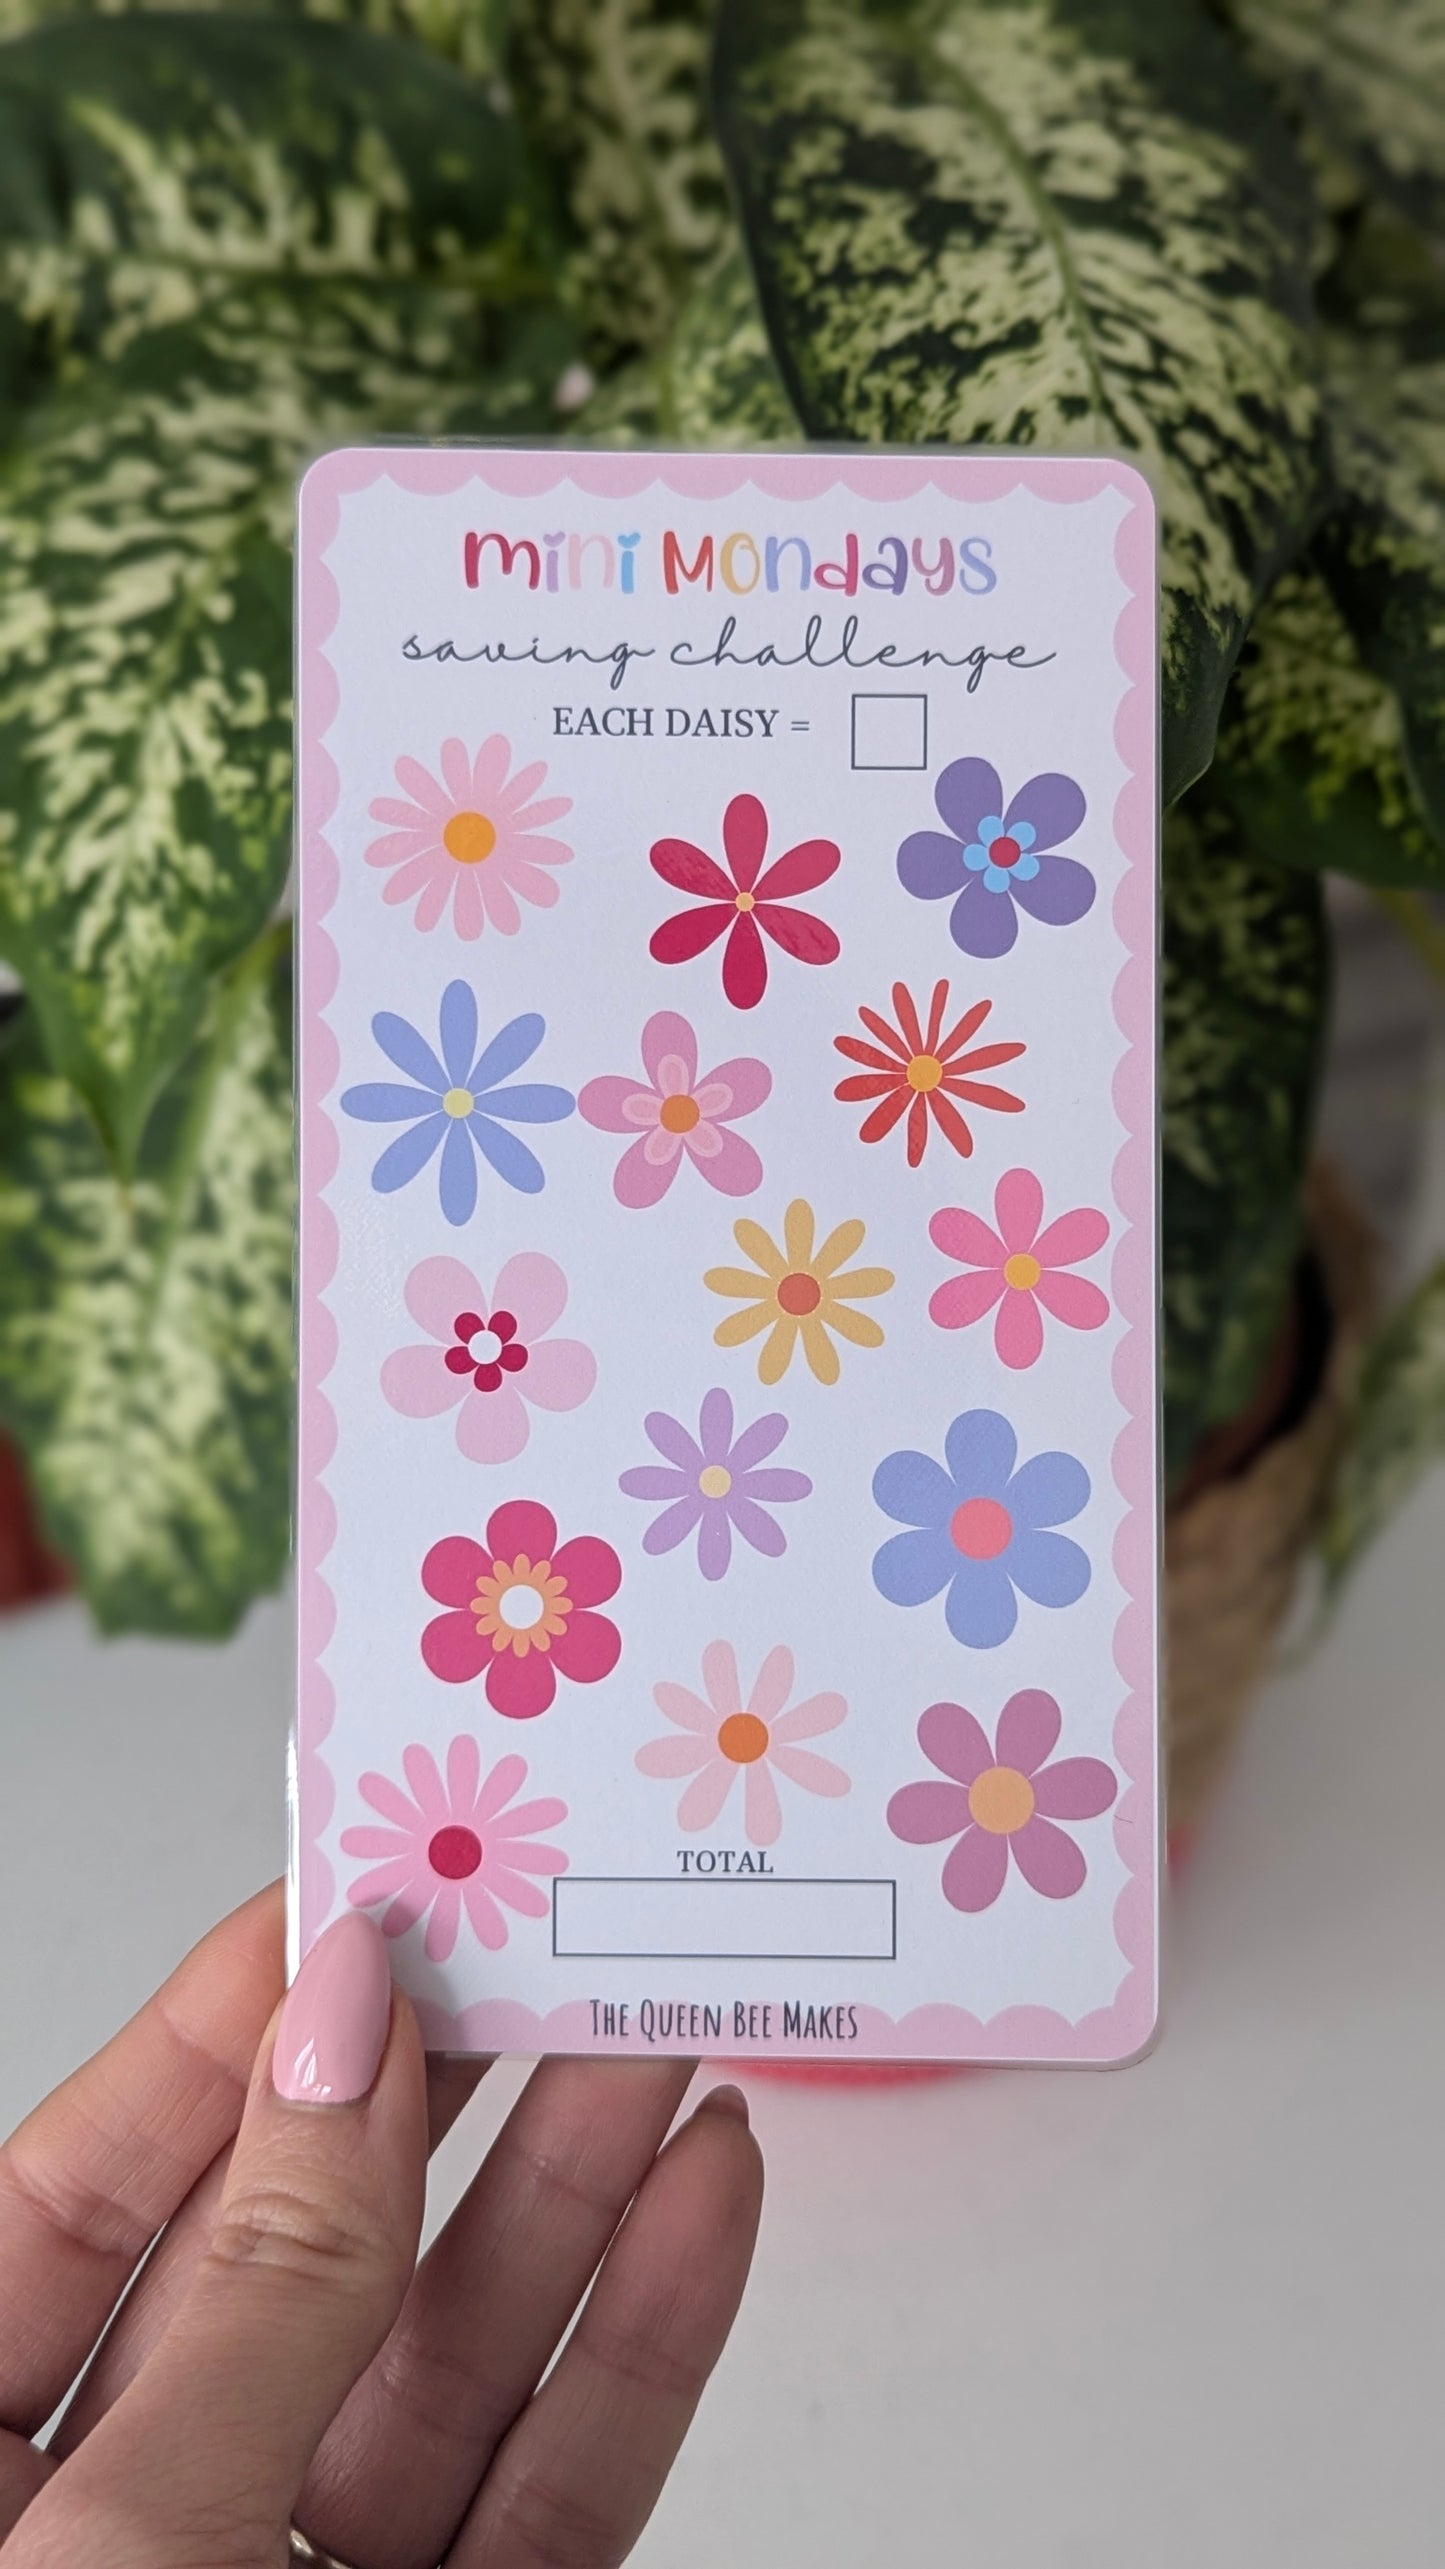 mini Mondays
saving challenge
EACH DAISY =
TOTAL
THE QUEEN BEE MAKES